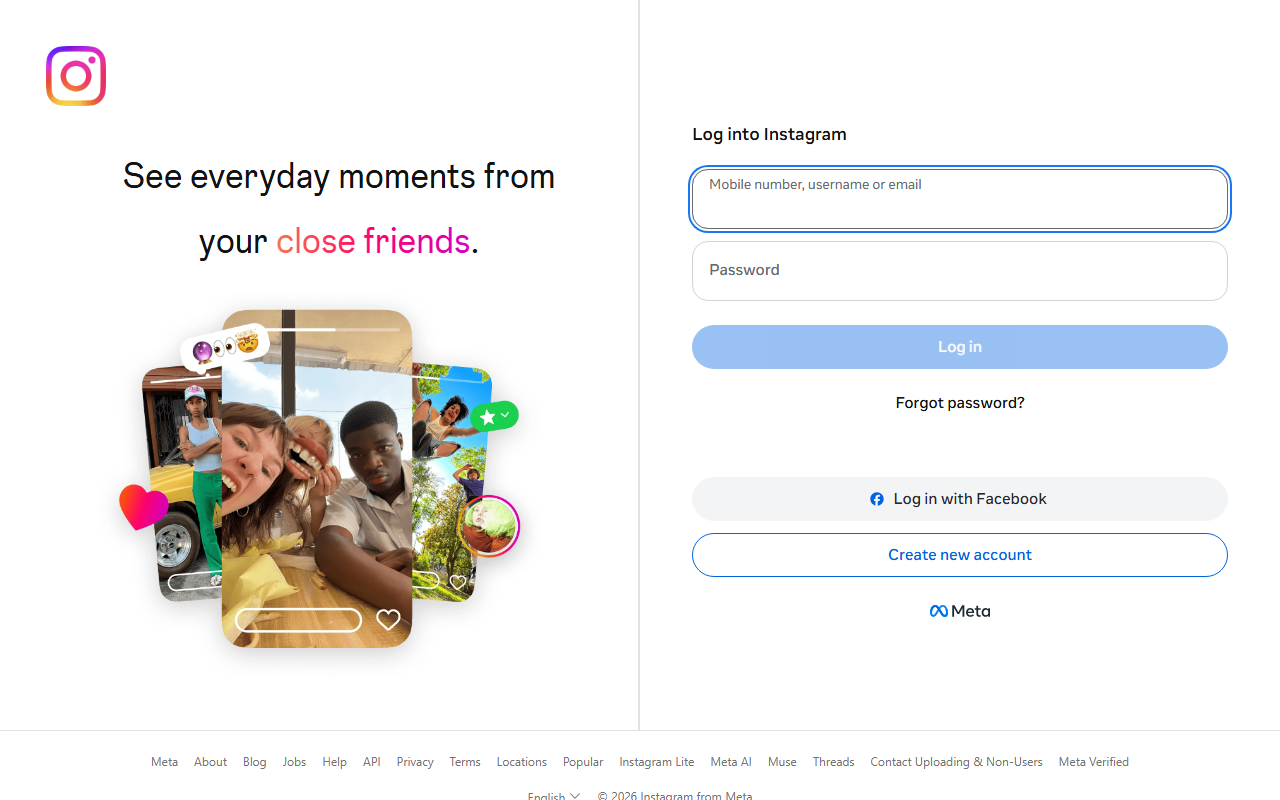 See everyday moments from
your close friends.
Log into Instagram
Mobile number, username or email
Password
Log in
Forgot password?
Log in with Facebook
Create new account
Meta
Meta About Blog Jobs Help API Privacy Terms Locations Popular Instagram Lite Meta AI Muse Threads Contact Uploading & Non-Users Meta Verified
English © 2026 Instagram from Meta